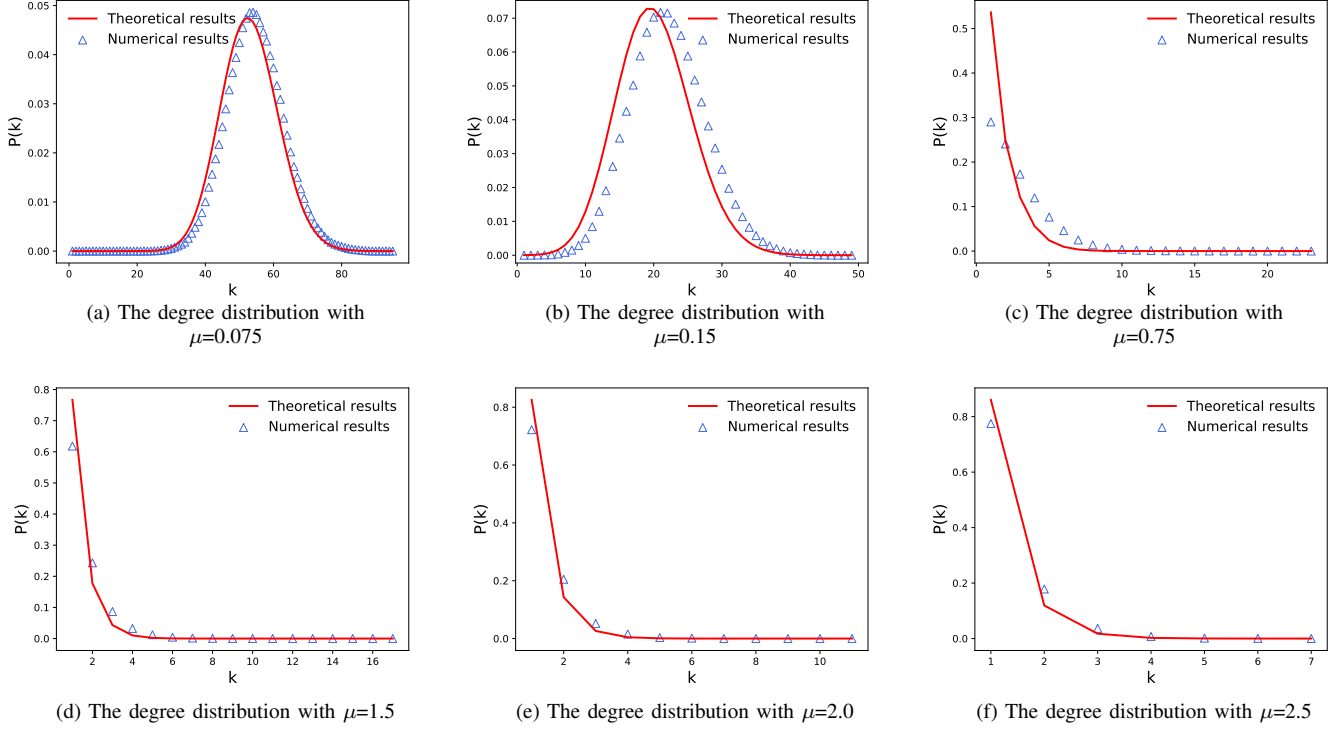 0.05
0.04
0.03
0.02
0.01
0.00
P(k)
Theoretical results
Numerical results
0
20
40
60
80
k
(a) The degree distribution with
μ=0.075
0.07
0.06
0.05
0.04
0.03
0.02
0.01
0.00
P(k)
Theoretical results
Numerical results
0
10
20
30
40
50
k
(b) The degree distribution with
μ=0.15
0.5
0.4
0.3
0.2
0.1
0.0
P(k)
Theoretical results
Numerical results
0
5
10
15
20
k
(c) The degree distribution with
μ=0.75
0.8
0.7
0.6
0.5
0.4
0.3
0.2
0.1
0.0
P(k)
Theoretical results
Numerical results
2
4
6
8
10
12
14
16
k
(d) The degree distribution with μ=1.5
0.8
0.6
0.4
0.2
0.0
P(k)
Theoretical results
Numerical results
2
4
6
8
10
k
(e) The degree distribution with μ=2.0
0.8
0.6
0.4
0.2
0.0
P(k)
Theoretical results
Numerical results
1
2
3
4
5
6
7
k
(f) The degree distribution with μ=2.5